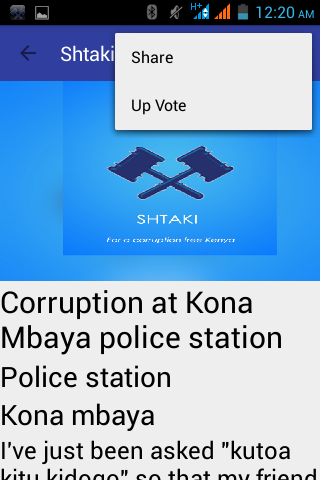 H+
12:20 AM
Shtaki
Share
Up Vote
SHTAKI
For a corruption free Kenya
Corruption at Kona
Mbaya police station
Police station
Kona mbaya
I've just been asked "kutoa
kitu kidogo" so that my friend